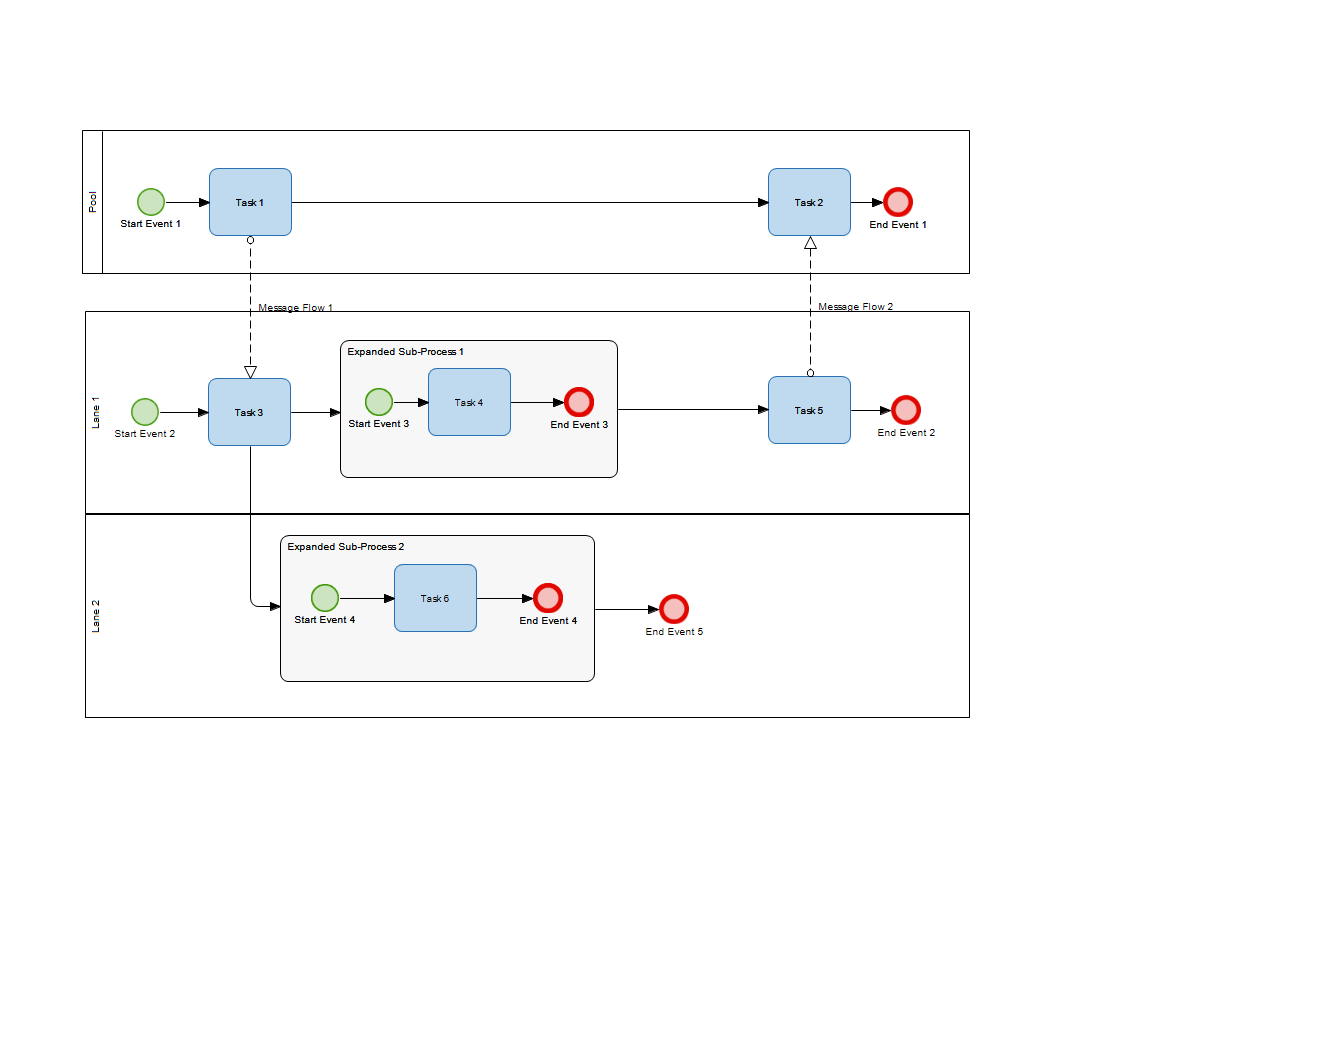 Pool
Task 1
Task 2
Start Event 1
End Event 1
Message Flow 1
Message Flow 2
Lane 1
Expanded Sub-Process 1
Task 3
Task 4
Task 5
Start Event 2
Start Event 3
End Event 3
End Event 2
Lane 2
Expanded Sub-Process 2
Task 6
Start Event 4
End Event 4
End Event 5